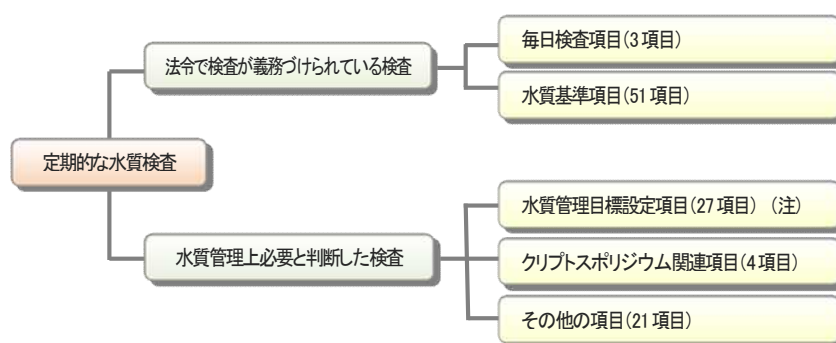 定期的な水質検査
法令で検査が義務づけられている検査
毎日検査項目(3項目)
水質基準項目(51項目)
水質管理上必要と判断した検査
水質管理目標設定項目(27項目) (注)
クリプトスポリジウム関連項目(4項目)
その他の項目(21項目)